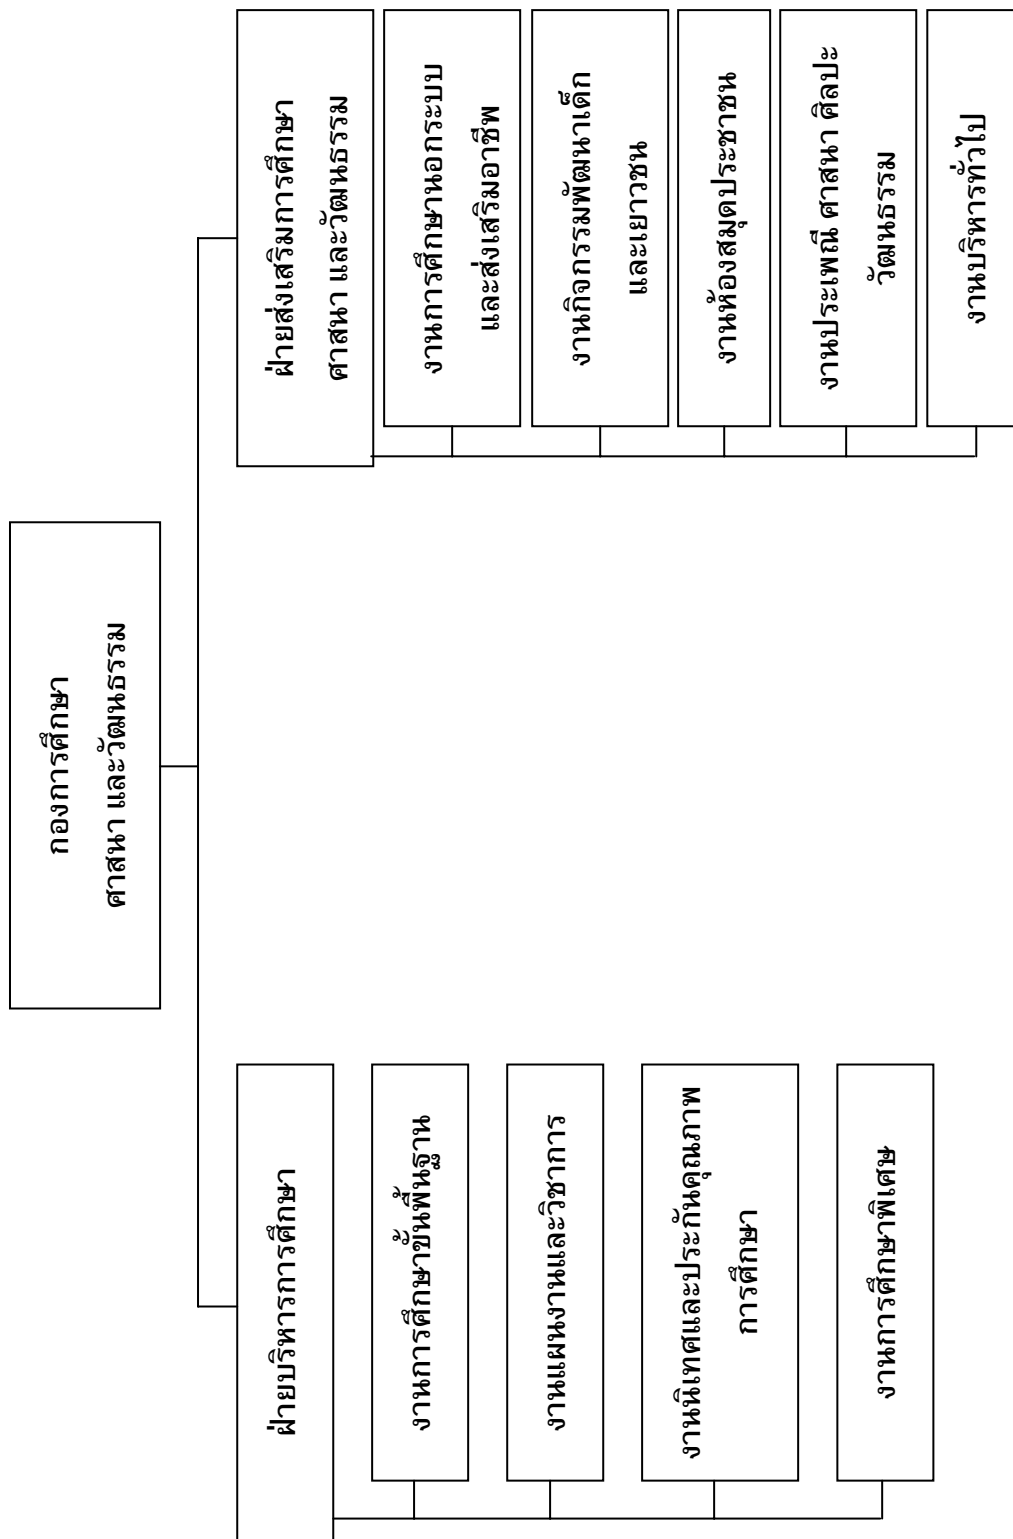 กองการศึกษา
ศาสนา และวัฒนธรรม
ฝ่ายบริหารการศึกษา
งานการศึกษาขั้นพื้นฐาน
งานแผนงานและวิชาการ
งานนิเทศและประกันคุณภาพ
การศึกษา
งานการศึกษาพิเศษ
ฝ่ายส่งเสริมการศึกษา
ศาสนา และวัฒนธรรม
งานการศึกษานอกระบบ
และส่งเสริมอาชีพ
งานกิจกรรมพัฒนาเด็ก
และเยาวชน
งานห้องสมุดประชาชน
งานประเพณี ศาสนา ศิลปะ
วัฒนธรรม
งานบริหารทั่วไป